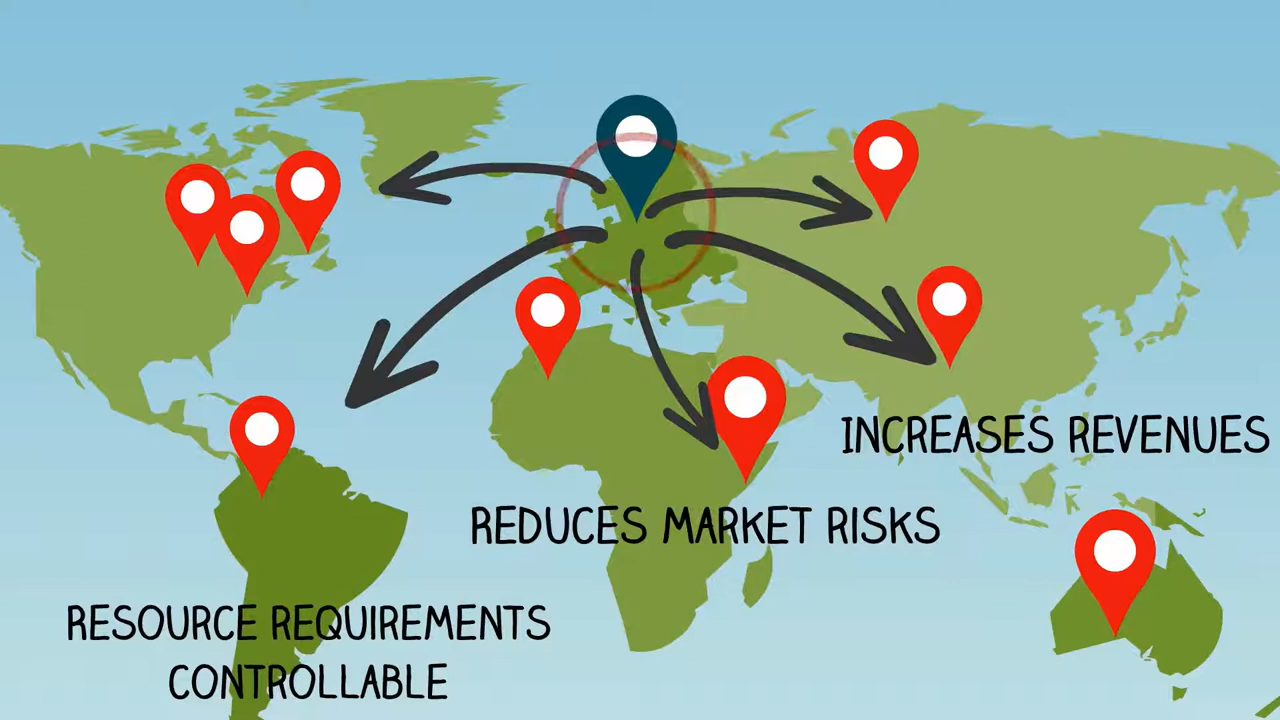 INCREASES REVENUES
REDUCES MARKET RISKS
RESOURCE REQUIREMENTS
CONTROLLABLE